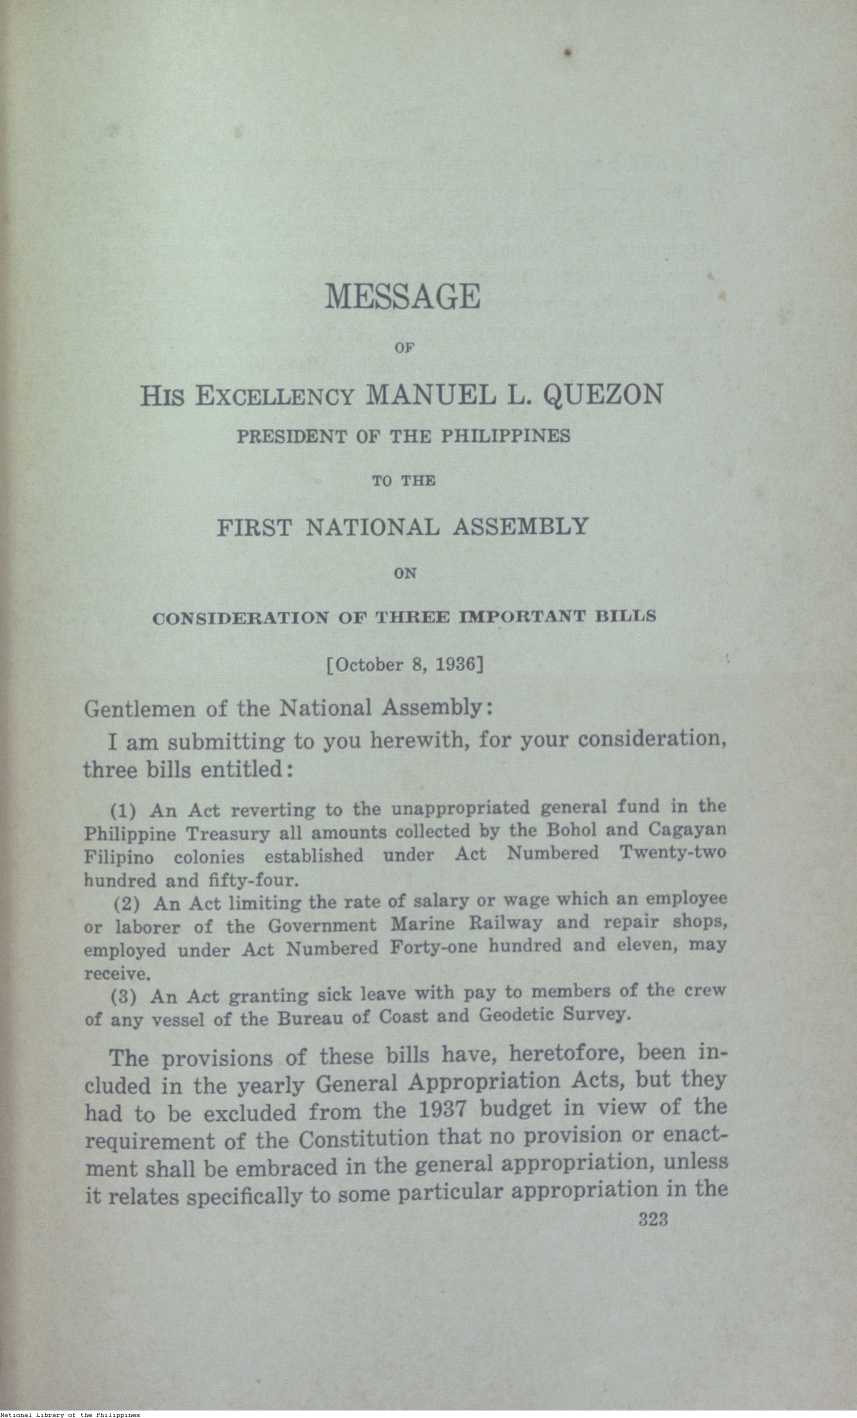 MESSAGE
OF
HIS EXCELLENCY MANUEL L. QUEZON
PRESIDENT OF THE PHILIPPINES
TO THE
FIRST NATIONAL ASSEMBLY
ON
CONSIDERATION OF THREE IMPORTANT BILLS
[October 8, 1936]
Gentlemen of the National Assembly:
I am submitting to you herewith, for your consideration,
three bills entitled:
(1) An Act reverting to the unappropriated general fund in the
Philippine Treasury all amounts collected by the Bohol and Cagayan
Filipino colonies established under Act Numbered Twenty-two
hundred and fifty-four.
(2) An Act limiting the rate of salary or wage which an employee
or laborer of the Government Marine Railway and repair shops,
employed under Act Numbered Forty-one hundred and eleven, may
receive.
(3) An Act granting sick leave with pay to members of the crew
of any vessel of the Bureau of Coast and Geodetic Survey.
The provisions of these bills have, heretofore, been in-
cluded in the yearly General Appropriation Acts, but they
had to be excluded from the 1937 budget in view of the
requirement of the Constitution that no provision or enact-
ment shall be embraced in the general appropriation, unless
it relates specifically to some particular appropriation in the
323
National Library of the Philippines